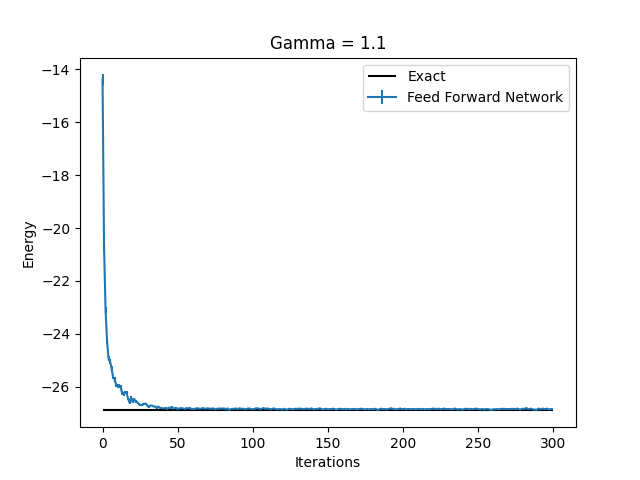 Gamma = 1.1
Exact
Feed Forward Network
Energy
−14
−16
−18
−20
−22
−24
−26
0 50 100 150 200 250 300
Iterations